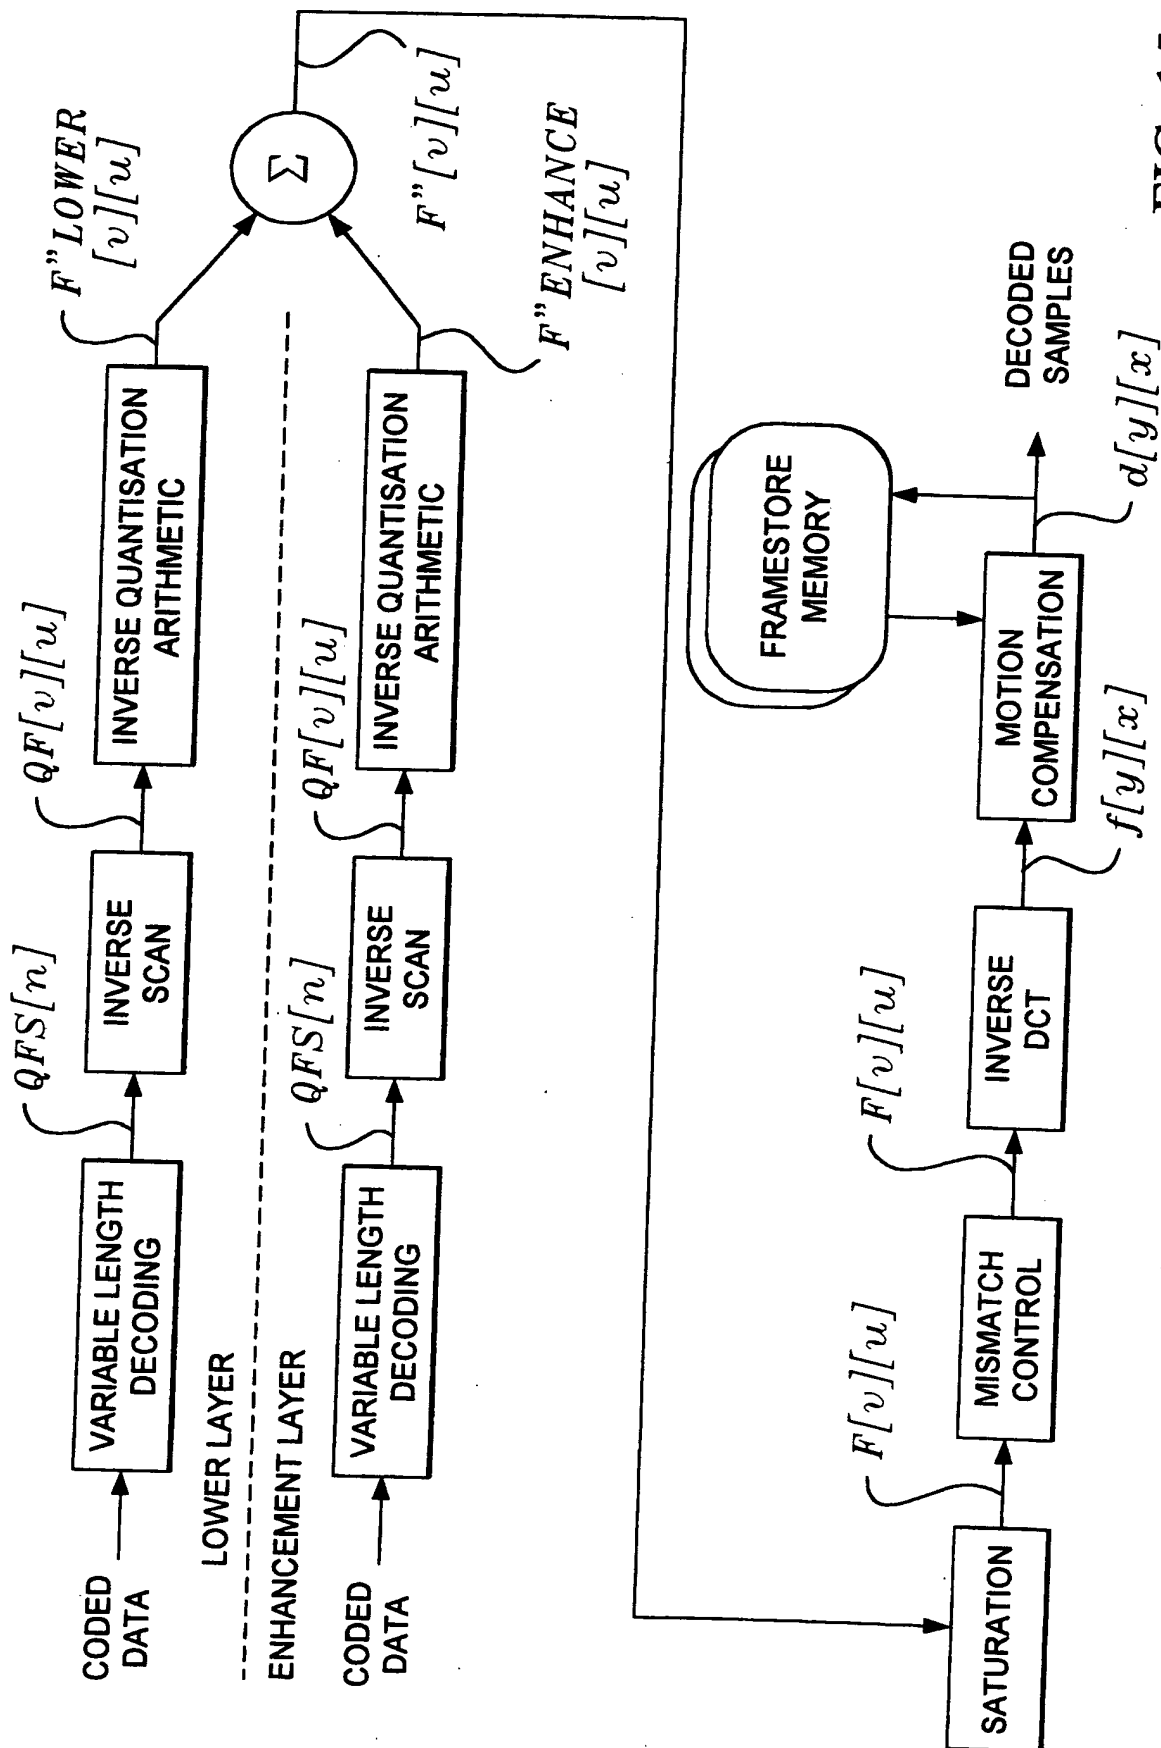 CODED
DATA
VARIABLE LENGTH
DECODING
QFS[n]
INVERSE
SCAN
QF[v][u]
INVERSE QUANTISATION
ARITHMETIC
F"LOWER
[v][u]
LOWER LAYER
ENHANCEMENT LAYER
CODED
DATA
VARIABLE LENGTH
DECODING
QFS[n]
INVERSE
SCAN
QF[v][u]
INVERSE QUANTISATION
ARITHMETIC
F"ENHANCE
[v][u]
Σ
F"[v][u]
SATURATION
F[v][u]
MISMATCH
CONTROL
F[v][u]
INVERSE
DCT
f[y][x]
MOTION
COMPENSATION
FRAMESTORE
MEMORY
d[y][x]
DECODED
SAMPLES